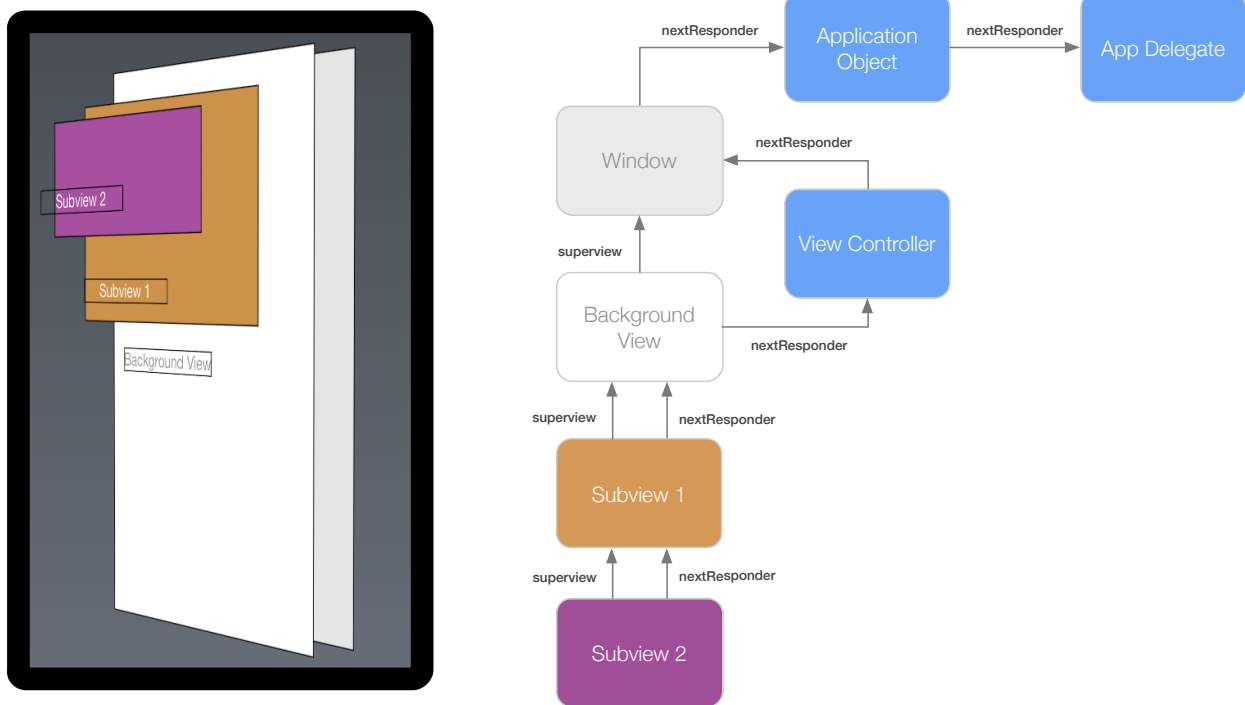 Subview 2
Subview 1
Background View
nextResponder
Application
Object
nextResponder
App Delegate
Window
nextResponder
View Controller
superview
Background
View
nextResponder
superview
nextResponder
Subview 1
superview
nextResponder
Subview 2